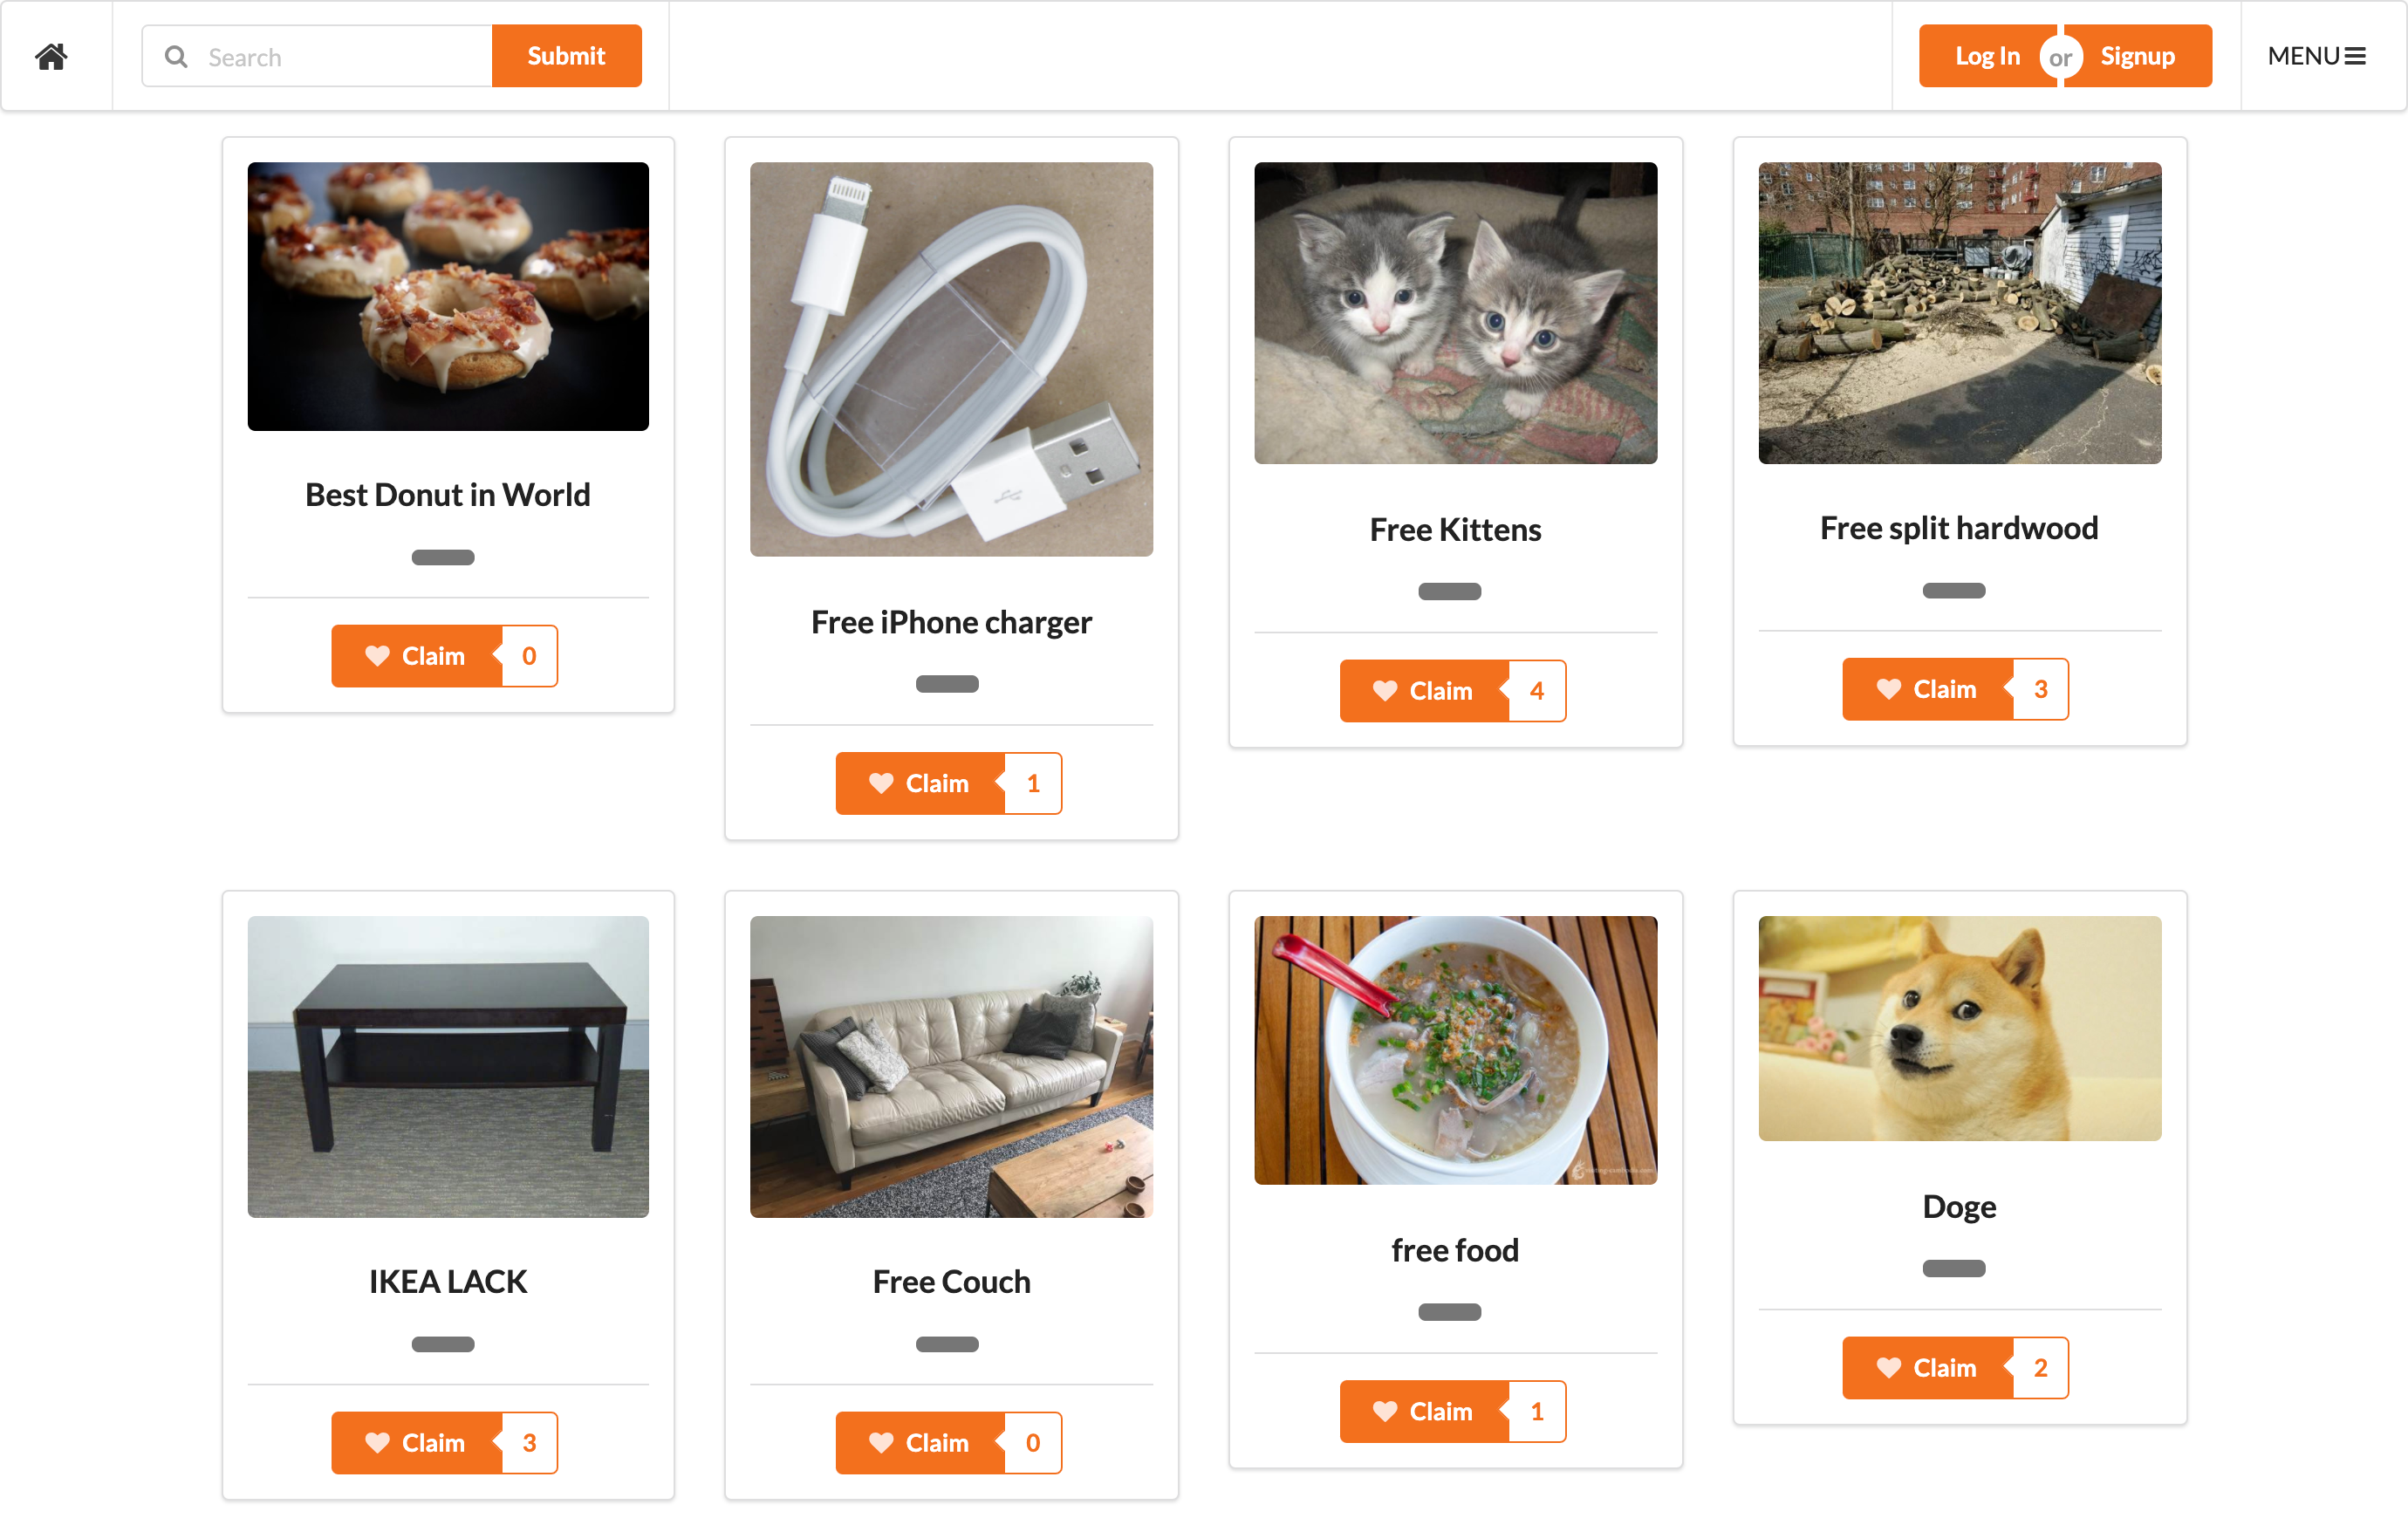 Search
Submit
Log In or Signup
MENU
Best Donut in World
Claim 0
Free iPhone charger
Claim 1
Free Kittens
Claim 4
Free split hardwood
Claim 3
IKEA LACK
Claim 3
Free Couch
Claim 0
free food
Claim 1
Doge
Claim 2